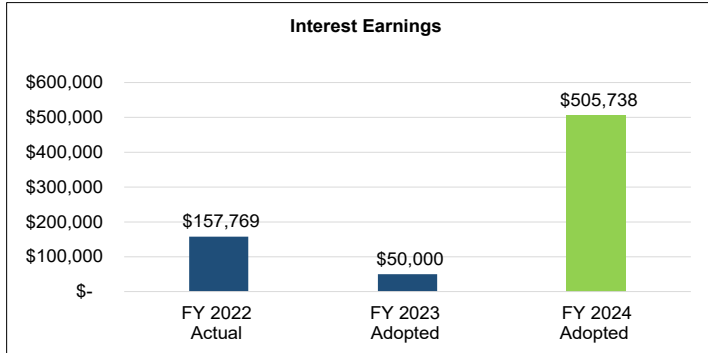 Interest Earnings
$600,000
$500,000
$400,000
$300,000
$200,000
$100,000
$-
$157,769
$50,000
$505,738
FY 2022
Actual
FY 2023
Adopted
FY 2024
Adopted